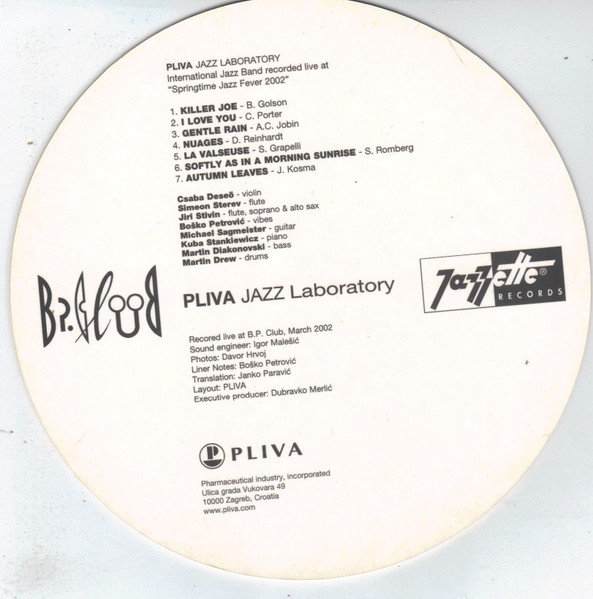 PLIVA JAZZ LABORATORY
International Jazz Band recorded live at
"Springtime Jazz Fever 2002"
1. KILLER JOE - B. Golson
2. I LOVE YOU - C. Porter
3. GENTLE RAIN - A.C. Jobin
4. NUAGES - D. Reinhardt
5. LA VALSEUSE - S. Grapelli
6. SOFTLY AS IN A MORNING SUNRISE - S. Romberg
7. AUTUMN LEAVES - J. Kosma
Csaba Deseö - violin
Simeon Sterev - flute
Jiri Stivin - flute, soprano & alto sax
Boško Petrović - vibes
Michael Sagmeister - guitar
Kuba Stankiewicz - piano
Martin Diakonovski - bass
Martin Drew - drums
B.P. Club
PLIVA JAZZ Laboratory
Jazzette®
RECORDS
Recored live at B.P. Club, March 2002
Sound engineer: Igor Malešić
Photos: Davor Hrvoj
Liner Notes: Boško Petrović
Translation: Janko Paravić
Layout: PLIVA
Executive producer: Dubravko Merlić
PLIVA
Pharmaceutical industry, incorporated
Ulica grada Vukovara 49
10000 Zagreb, Croatia
www.pliva.com